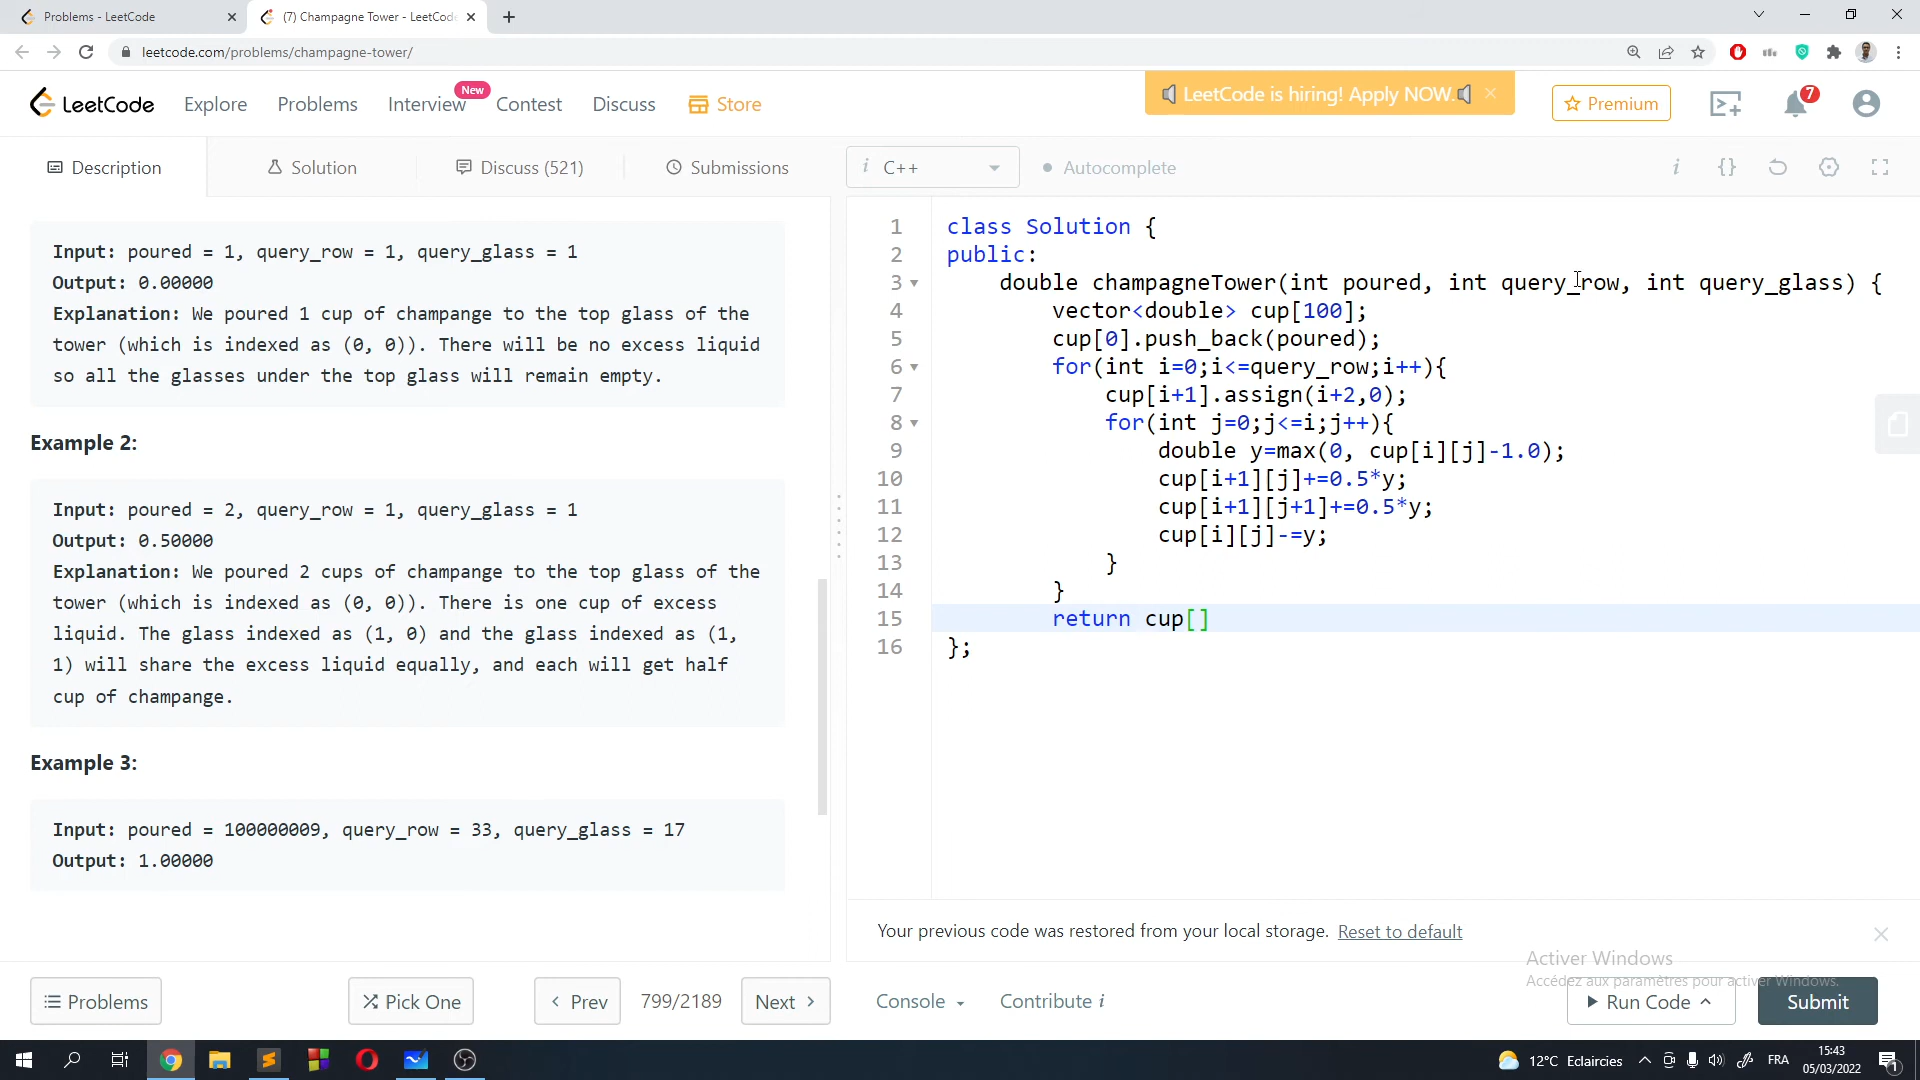 Problems - LeetCode
(7) Champagne Tower - LeetCode
leetcode.com/problems/champagne-tower/
LeetCode
Explore
Problems
Interview
New
Contest
Discuss
Store
LeetCode is hiring! Apply NOW.
Premium
7
Description
Solution
Discuss (521)
Submissions
i C++
Autocomplete
i
{}
Input: poured = 1, query_row = 1, query_glass = 1
Output: 0.00000
Explanation: We poured 1 cup of champange to the top glass of the
tower (which is indexed as (0, 0)). There will be no excess liquid
so all the glasses under the top glass will remain empty.
Example 2:
Input: poured = 2, query_row = 1, query_glass = 1
Output: 0.50000
Explanation: We poured 2 cups of champange to the top glass of the
tower (which is indexed as (0, 0)). There is one cup of excess
liquid. The glass indexed as (1, 0) and the glass indexed as (1,
1) will share the excess liquid equally, and each will get half
cup of champange.
Example 3:
Input: poured = 100000009, query_row = 33, query_glass = 17
Output: 1.00000
1 class Solution {
2 public:
3 double champagneTower(int poured, int query_row, int query_glass) {
4 vector<double> cup[100];
5 cup[0].push_back(poured);
6 for(int i=0;i<=query_row;i++){
7 cup[i+1].assign(i+2,0);
8 for(int j=0;j<=i;j++){
9 double y=max(0, cup[i][j]-1.0);
10 cup[i+1][j]+=0.5*y;
11 cup[i+1][j+1]+=0.5*y;
12 cup[i][j]-=y;
13 }
14 }
15 return cup[]
16 };
Your previous code was restored from your local storage. Reset to default
Activer Windows
Accédez aux paramètres pour activer Windows.
Problems
Pick One
Prev
799/2189
Next
Console
Contribute i
Run Code
Submit
12°C Eclaircies
FRA
15:43
05/03/2022
1